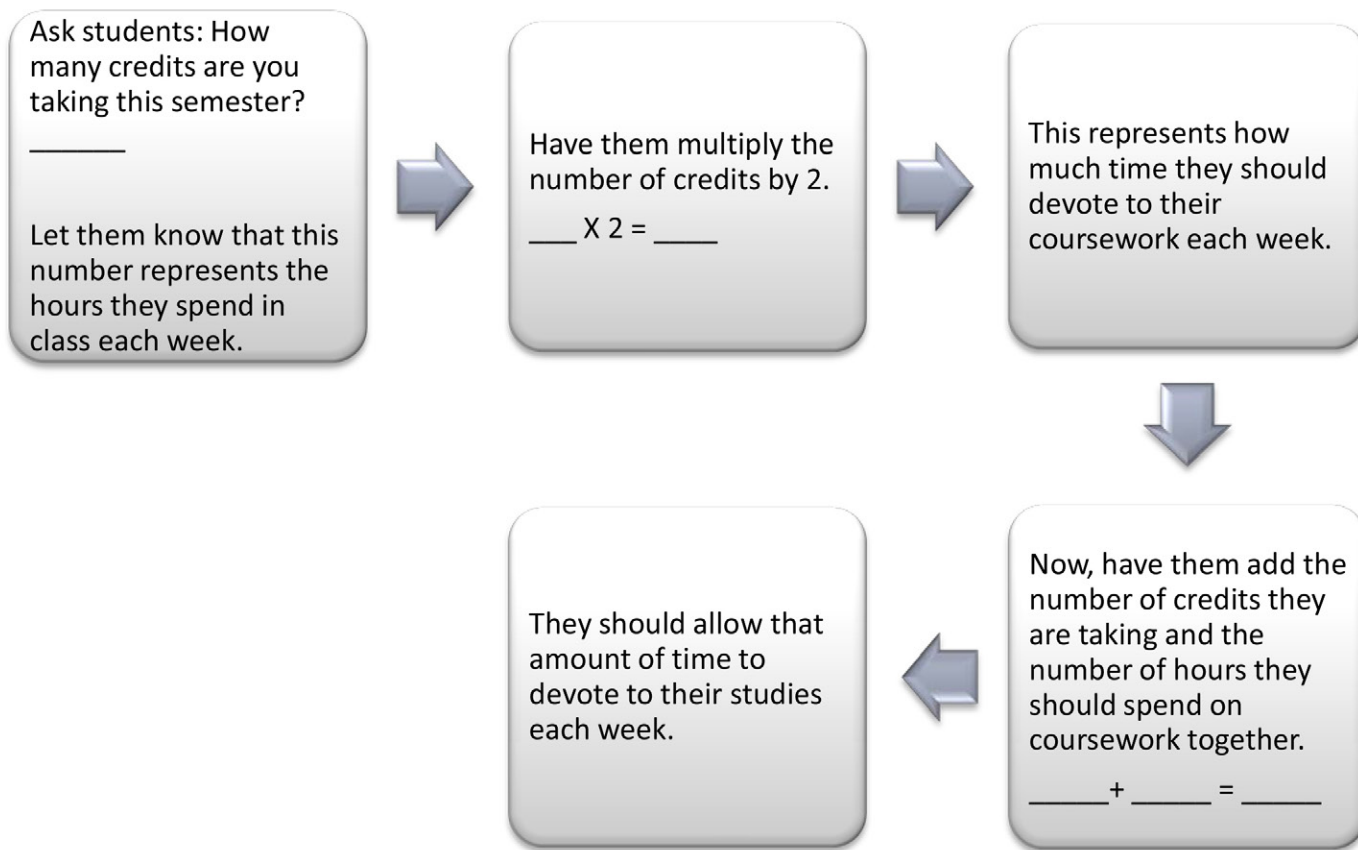 Ask students: How
many credits are you
taking this semester?
______
Let them know that this
number represents the
hours they spend in
class each week.
Have them multiply the
number of credits by 2.
___ X 2 = ____
This represents how
much time they should
devote to their
coursework each week.
Now, have them add the
number of credits they
are taking and the
number of hours they
should spend on
coursework together.
_____+ _____ = _____
They should allow that
amount of time to
devote to their studies
each week.